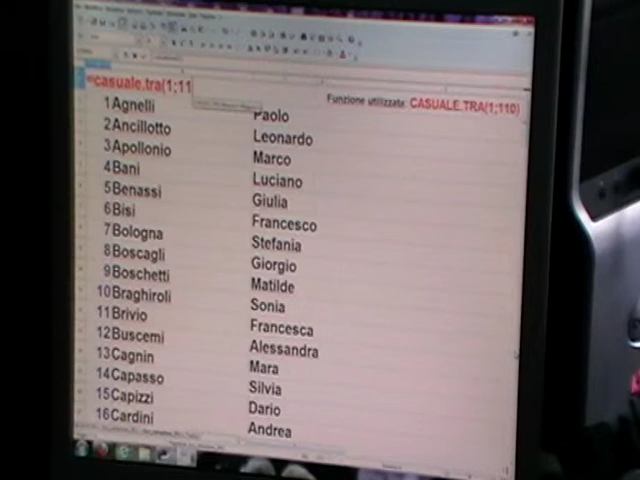 =casuale.tra(1;11
Funzione utilizzata: CASUALE.TRA(1;110)
1 Agnelli Paolo
2 Ancillotto Leonardo
3 Apollonio Marco
4 Bani Luciano
5 Benassi Giulia
6 Bisi Francesco
7 Bologna Stefania
8 Boscagli Giorgio
9 Boschetti Matilde
10 Braghiroli Sonia
11 Brivio Francesca
12 Buscemi Alessandra
13 Cagnin Mara
14 Capasso Silvia
15 Capizzi Dario
16 Cardini Andrea